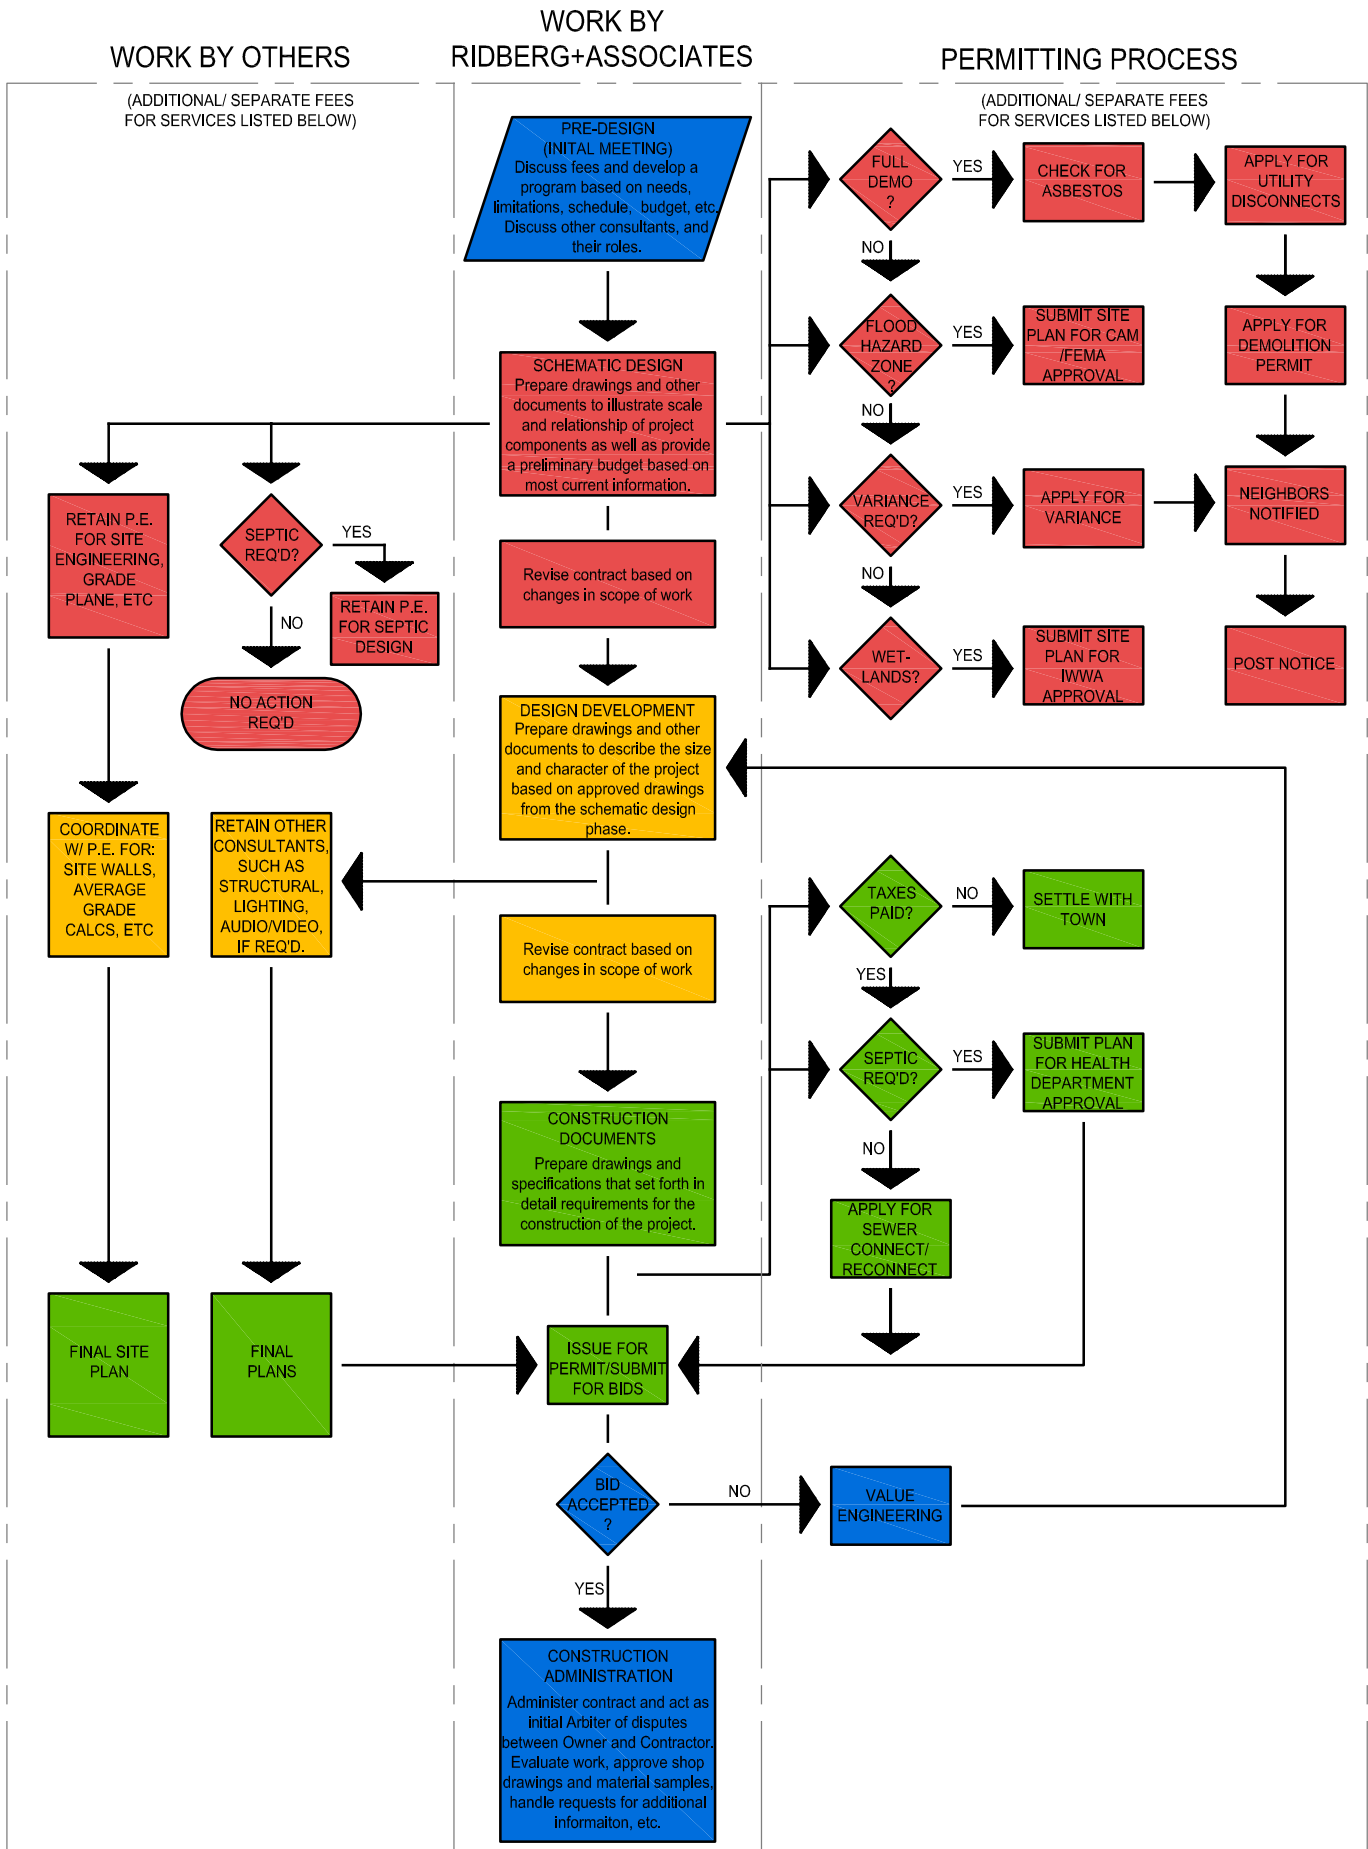 WORK BY OTHERS
WORK BY
RIDBERG+ASSOCIATES
PERMITTING PROCESS
(ADDITIONAL/ SEPARATE FEES
FOR SERVICES LISTED BELOW)
(ADDITIONAL/ SEPARATE FEES
FOR SERVICES LISTED BELOW)
PRE-DESIGN
(INITAL MEETING)
Discuss fees and develop a
program based on needs,
limitations, schedule, budget, etc.
Discuss other consultants, and
their roles.
FULL
DEMO
?
YES
CHECK FOR
ASBESTOS
APPLY FOR
UTILITY
DISCONNECTS
NO
FLOOD
HAZARD
ZONE
?
YES
SUBMIT SITE
PLAN FOR CAM
/FEMA
APPROVAL
APPLY FOR
DEMOLITION
PERMIT
NO
SCHEMATIC DESIGN
Prepare drawings and other
documents to illustrate scale
and relationship of project
components as well as provide
a preliminary budget based on
most current information.
VARIANCE
REQ'D?
YES
APPLY FOR
VARIANCE
NEIGHBORS
NOTIFIED
NO
RETAIN P.E.
FOR SITE
ENGINEERING,
GRADE
PLANE, ETC
SEPTIC
REQ'D?
YES
RETAIN P.E.
FOR SEPTIC
DESIGN
NO
NO ACTION
REQ'D
Revise contract based on
changes in scope of work
WET-
LANDS?
YES
SUBMIT SITE
PLAN FOR
IWWA
APPROVAL
POST NOTICE
DESIGN DEVELOPMENT
Prepare drawings and other
documents to describe the size
and character of the project
based on approved drawings
from the schematic design
phase.
COORDINATE
W/ P.E. FOR:
SITE WALLS,
AVERAGE
GRADE
CALCS, ETC
RETAIN OTHER
CONSULTANTS,
SUCH AS
STRUCTURAL,
LIGHTING,
AUDIO/VIDEO,
IF REQ'D.
Revise contract based on
changes in scope of work
TAXES
PAID?
NO
SETTLE WITH
TOWN
YES
SEPTIC
REQ'D?
YES
SUBMIT PLAN
FOR HEALTH
DEPARTMENT
APPROVAL
NO
APPLY FOR
SEWER
CONNECT/
RECONNECT
CONSTRUCTION
DOCUMENTS
Prepare drawings and
specifications that set forth in
detail requirements for the
construction of the project.
FINAL SITE
PLAN
FINAL
PLANS
ISSUE FOR
PERMIT/SUBMIT
FOR BIDS
BID
ACCEPTED
?
NO
VALUE
ENGINEERING
YES
CONSTRUCTION
ADMINISTRATION
Administer contract and act as
initial Arbiter of disputes
between Owner and Contractor.
Evaluate work, approve shop
drawings and material samples,
handle requests for additional
informaiton, etc.